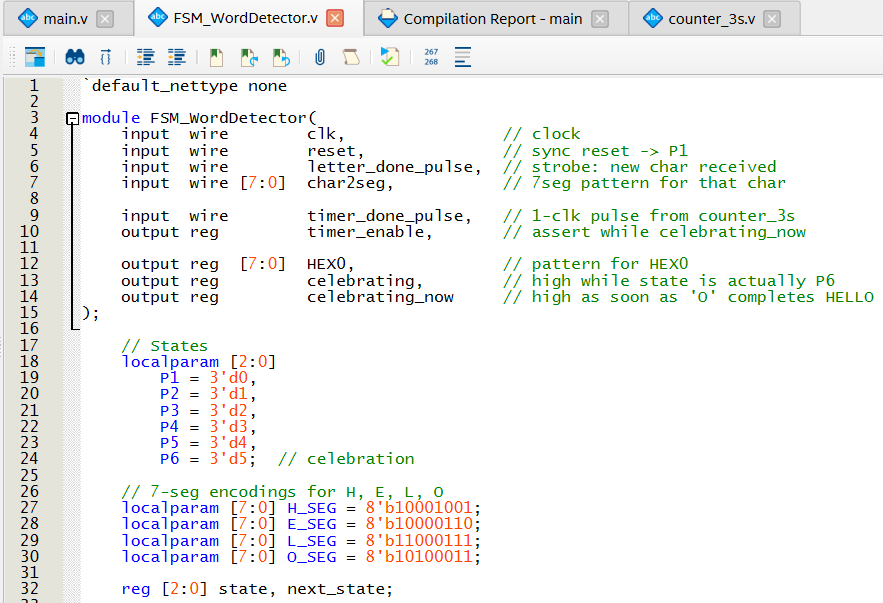 abc main.v
abc FSM_WordDetector.v
Compilation Report - main
abc counter_3s.v
267
268
1 `default_nettype none
2
3 module FSM_WordDetector(
4 input wire clk, // clock
5 input wire reset, // sync reset -> P1
6 input wire letter_done_pulse, // strobe: new char received
7 input wire [7:0] char2seg, // 7seg pattern for that char
8
9 input wire timer_done_pulse, // 1-clk pulse from counter_3s
10 output reg timer_enable, // assert while celebrating_now
11
12 output reg [7:0] HEX0, // pattern for HEX0
13 output reg celebrating, // high while state is actually P6
14 output reg celebrating_now // high as soon as 'O' completes HELLO
15 );
16
17 // States
18 localparam [2:0]
19 P1 = 3'd0,
20 P2 = 3'd1,
21 P3 = 3'd2,
22 P4 = 3'd3,
23 P5 = 3'd4,
24 P6 = 3'd5; // celebration
25
26 // 7-seg encodings for H, E, L, O
27 localparam [7:0] H_SEG = 8'b10001001;
28 localparam [7:0] E_SEG = 8'b10000110;
29 localparam [7:0] L_SEG = 8'b11000111;
30 localparam [7:0] O_SEG = 8'b10100011;
31
32 reg [2:0] state, next_state;